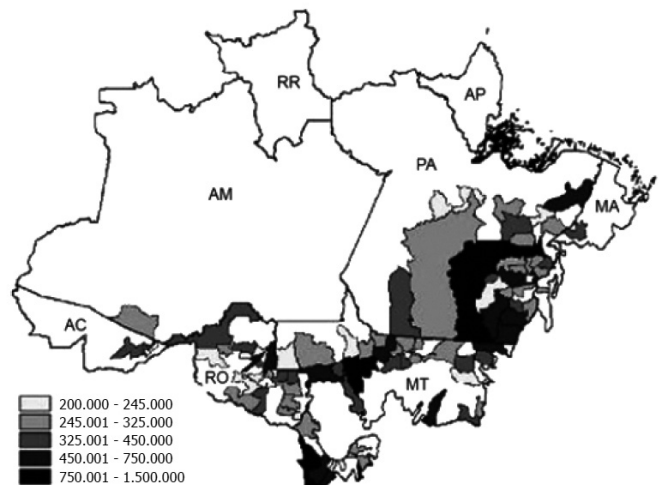 RR
AP
PA
AM
MA
AC
RO
MT
200.000 - 245.000
245.001 - 325.000
325.001 - 450.000
450.001 - 750.000
750.001 - 1.500.000